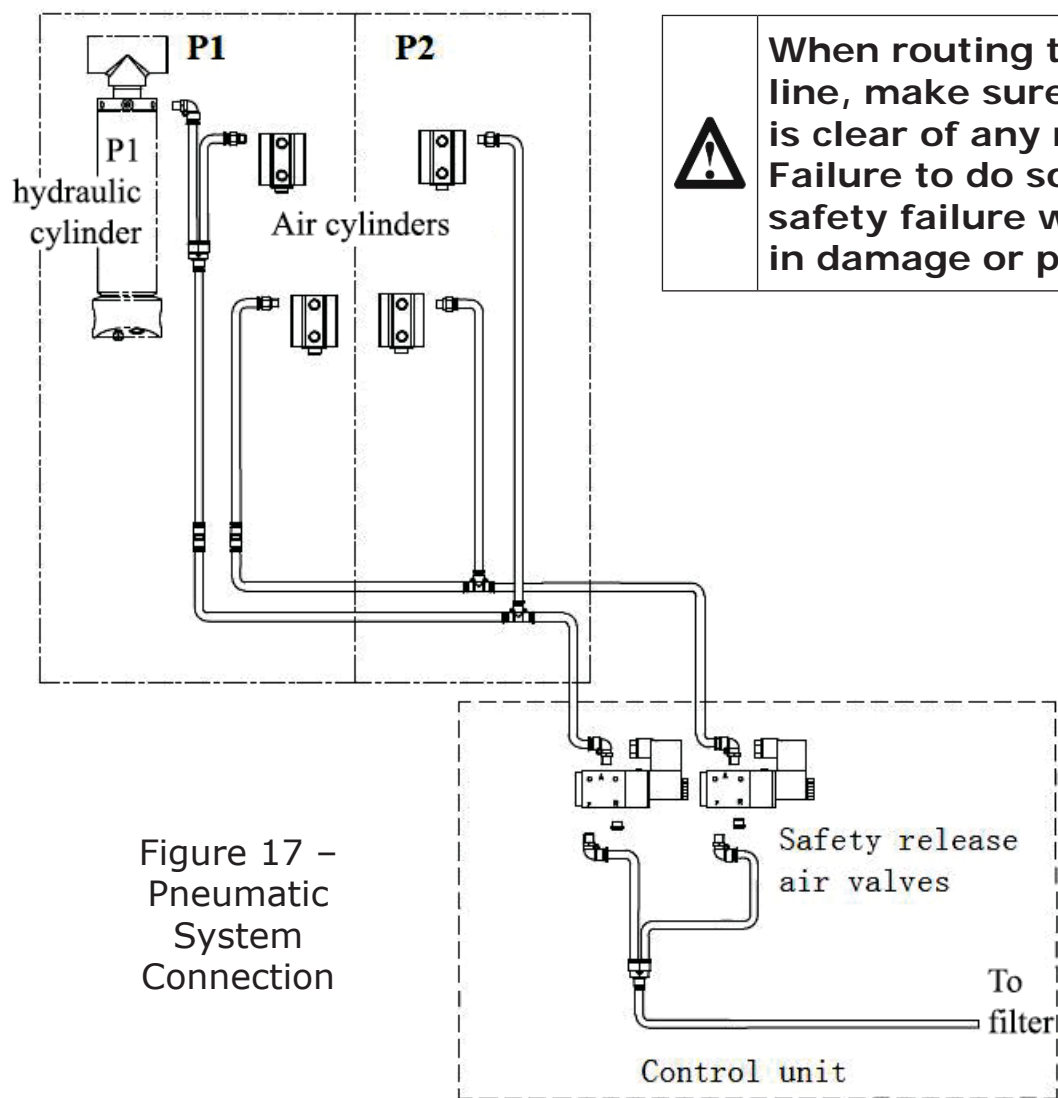 P1
P2
P1
hydraulic
cylinder
Air cylinders
When routing
line, make sure
is clear of any
Failure to do
safety failure
in damage or
Figure 17 –
Pneumatic
System
Connection
A
R
A
R
Safety release
air valves
To
filter
Control unit